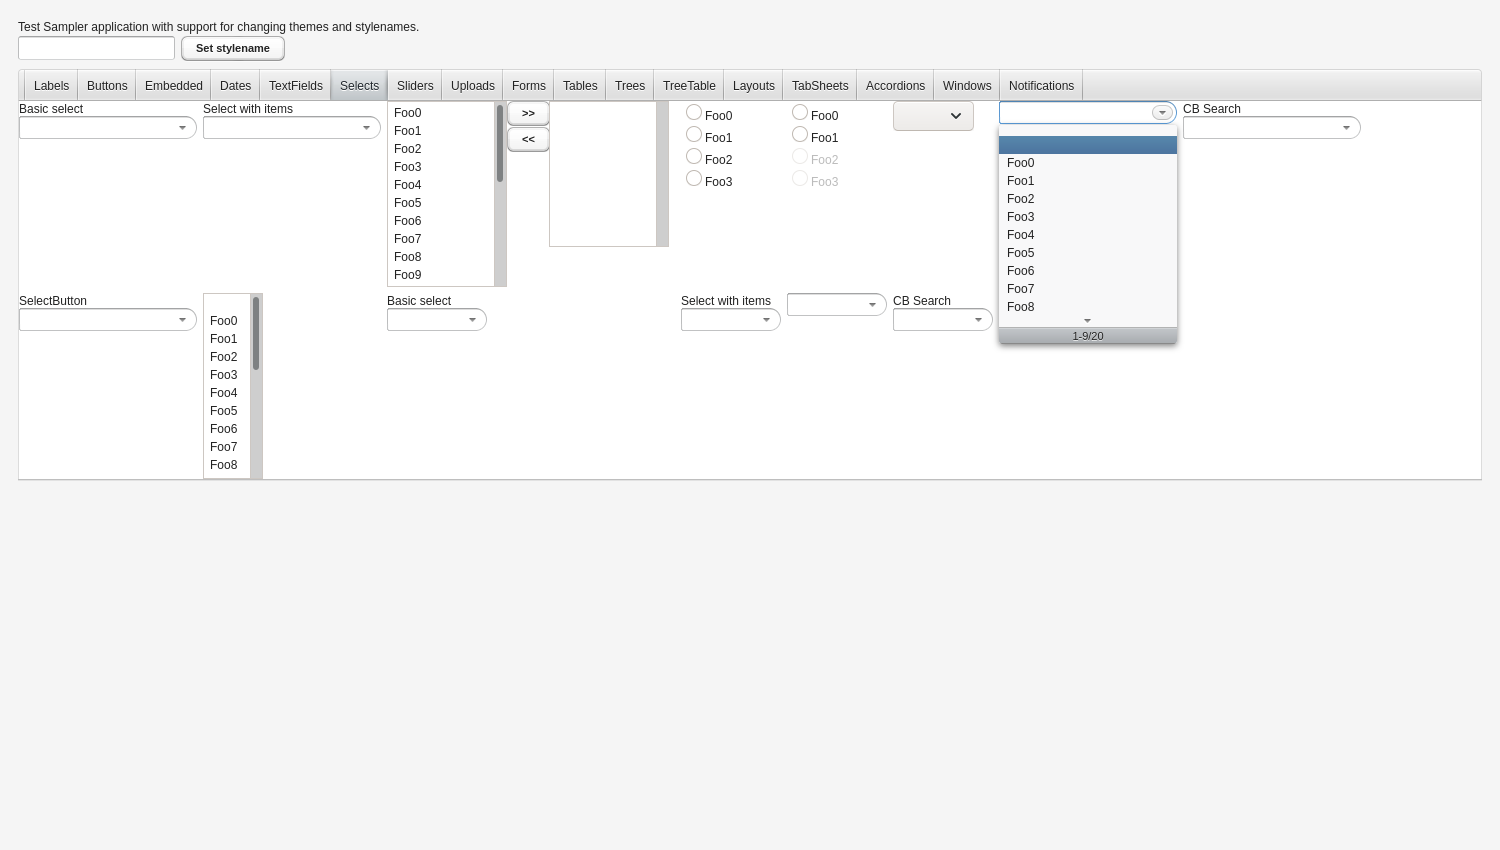 Test Sampler application with support for changing themes and stylenames.
Set stylename
Labels Buttons Embedded Dates TextFields Selects Sliders Uploads Forms Tables Trees TreeTable Layouts TabSheets Accordions Windows Notifications
Basic select
Select with items
Foo0
Foo1
Foo2
Foo3
Foo4
Foo5
Foo6
Foo7
Foo8
Foo9
>>
<<
Foo0
Foo1
Foo2
Foo3
Foo0
Foo1
Foo2
Foo3
Foo0
Foo1
Foo2
Foo3
Foo4
Foo5
Foo6
Foo7
Foo8
1-9/20
CB Search
SelectButton
Foo0
Foo1
Foo2
Foo3
Foo4
Foo5
Foo6
Foo7
Foo8
Basic select
Select with items
CB Search